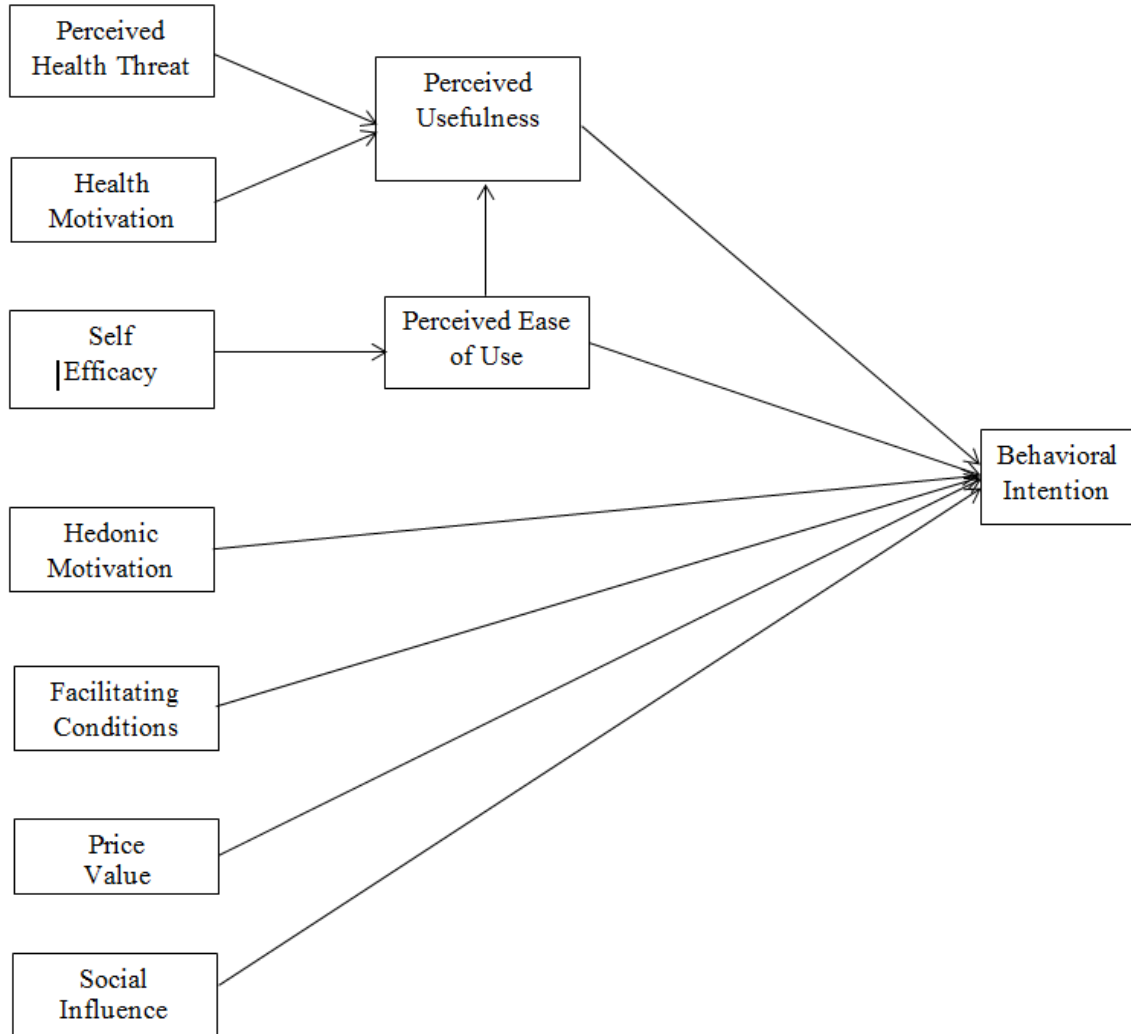 Perceived
Health Threat
Perceived
Usefulness
Health
Motivation
Self
Efficacy
Perceived Ease
of Use
Behavioral
Intention
Hedonic
Motivation
Facilitating
Conditions
Price
Value
Social
Influence